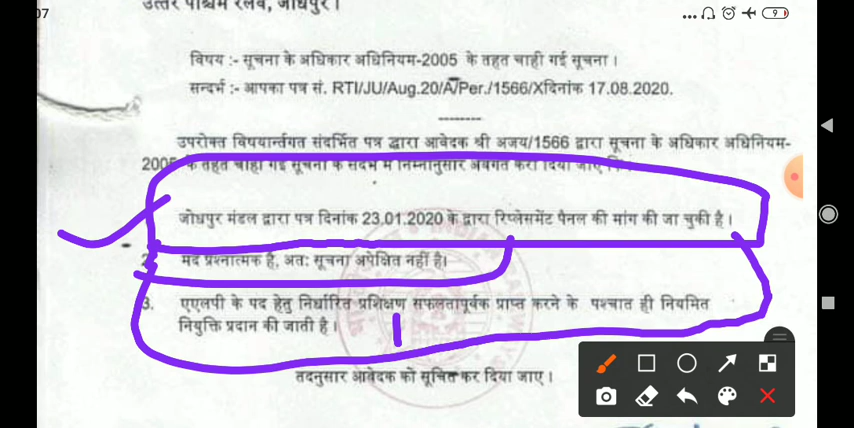 07
9
उत्तर पश्चिम रेलवे, जोधपुर।
विषय :- सूचना के अधिकार अधिनियम-2005 के तहत चाही गई सूचना।
सन्दर्भ :- आपका पत्र सं. RTI/JU/Aug.20/A/Per./1566/Xदिनांक 17.08.2020.
--------
उपरोक्त विषयार्न्तगत संदर्भित पत्र द्वारा आवेदक श्री अजय/1566 द्वारा सूचना के अधिकार अधिनियम-
2005 के तहत चाही गई सूचना के संदर्भ में निम्नानुसार अवगत करा दिया जाए
जोधपुर मंडल द्वारा पत्र दिनांक 23.01.2020 के द्वारा रिप्लेसमेंट पैनल की मांग की जा चुकी है।
2. मद प्रश्नात्मक है, अतः सूचना अपेक्षित नहीं है।
3. एएलपी के पद हेतु निर्धारित प्रशिक्षण सफलतापूर्वक प्राप्त करने के पश्चात ही नियमित
नियुक्ति प्रदान की जाती है।
तदनुसार आवेदक को सूचित कर दिया जाए।